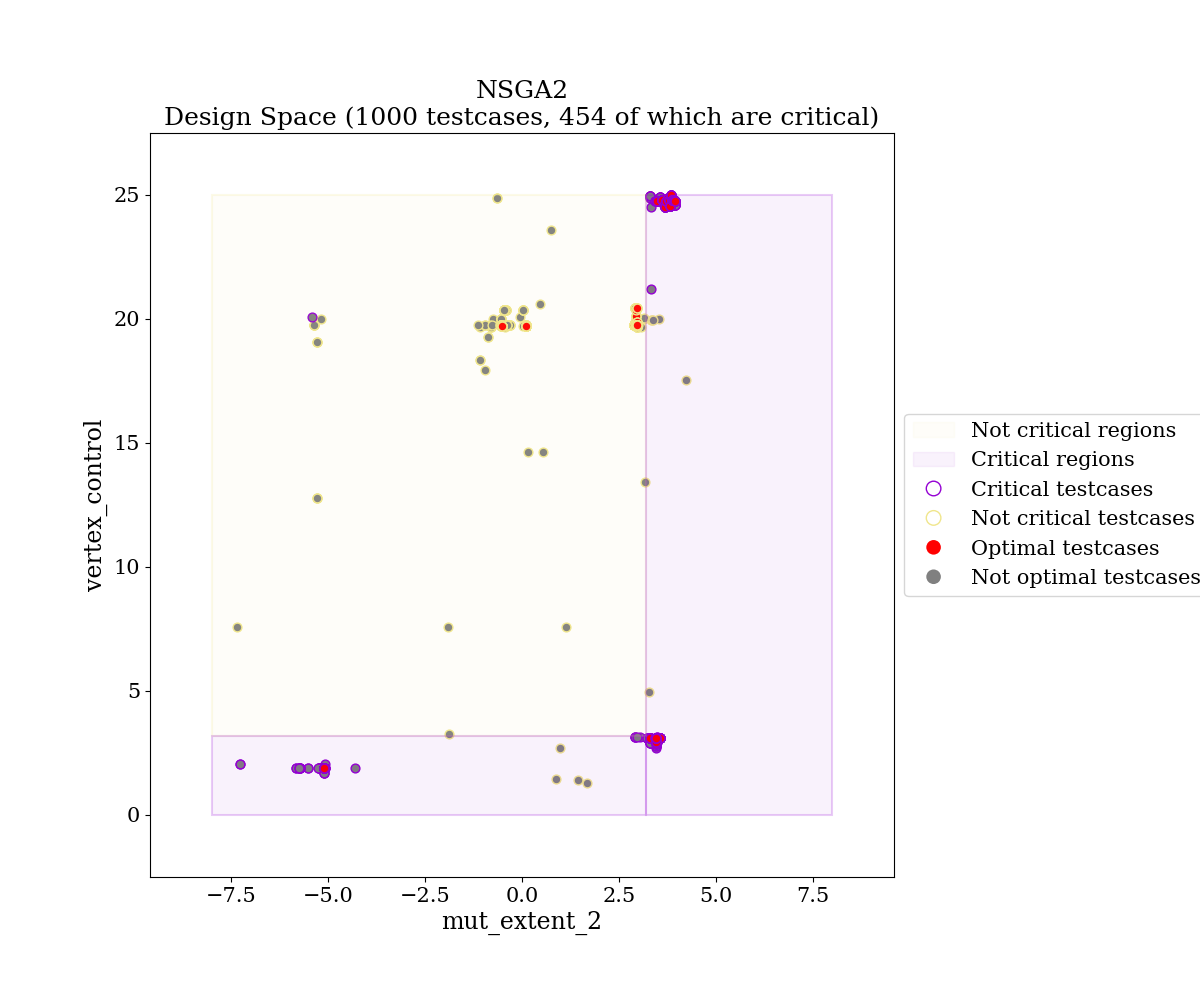 NSGA2
Design Space (1000 testcases, 454 of which are critical)
25
20
15
10
5
0
vertex_control
−7.5
−5.0
−2.5
0.0
2.5
5.0
7.5
mut_extent_2
Not critical regions
Critical regions
Critical testcases
Not critical testcases
Optimal testcases
Not optimal testcases